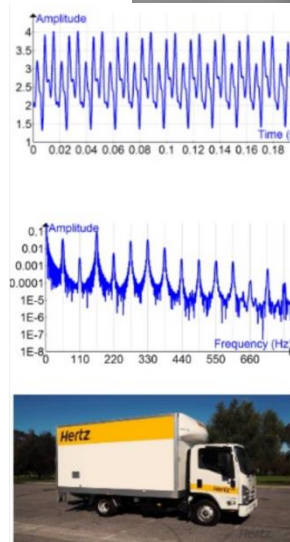 Amplitude
4
3.5
3
2.5
2
1.5
1
0 0.02 0.04 0.06 0.08 0.1 0.12 0.14 0.16 0.18
Time (
Amplitude
0.1
0.01
0.001
0.0001
1E-5
1E-6
1E-7
1E-8
0 110 220 330 440 550 660
Frequency (Hz)
Hertz
Hertz
Hertz